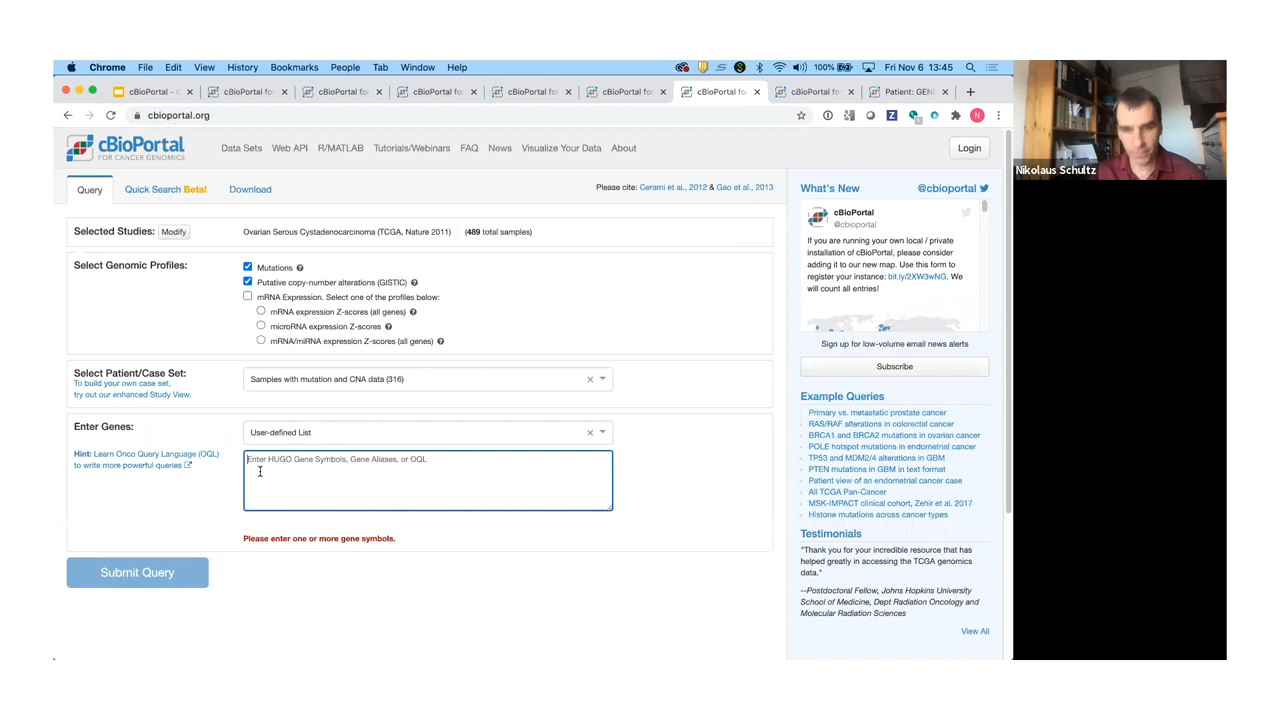 Chrome File Edit View History Bookmarks People Tab Window Help 100% Fri Nov 6 13:45
cBioPortal - C cBioPortal fo cBioPortal for cBioPortal fo cBioPortal fo cBioPortal fo cBioPortal fo cBioPortal fo Patient: GENI
cbioportal.org
cBioPortal
FOR CANCER GENOMICS
Data Sets Web API R/MATLAB Tutorials/Webinars FAQ News Visualize Your Data About Login
Query Quick Search Beta! Download Please cite: Cerami et al., 2012 & Gao et al., 2013
Selected Studies: Modify Ovarian Serous Cystadenocarcinoma (TCGA, Nature 2011) (489 total samples)
Select Genomic Profiles:
Mutations
Putative copy-number alterations (GISTIC)
mRNA Expression. Select one of the profiles below:
mRNA expression Z-scores (all genes)
microRNA expression Z-scores
mRNA/miRNA expression Z-scores (all genes)
Select Patient/Case Set:
To build your own case set,
try out our enhanced Study View.
Samples with mutation and CNA data (316)
Enter Genes:
User-defined List
Hint: Learn Onco Query Language (OQL)
to write more powerful queries
Enter HUGO Gene Symbols, Gene Aliases, or OQL
Please enter one or more gene symbols.
Submit Query
What's New @cbioportal
cBioPortal
@cbioportal
If you are running your own local / private
installation of cBioPortal, please consider
adding it to our new map. Use this form to
register your instance: bit.ly/2XW3wNG. We
will count all entries!
Sign up for low-volume email news alerts
Subscribe
Example Queries
Primary vs. metastatic prostate cancer
RAS/RAF alterations in colorectal cancer
BRCA1 and BRCA2 mutations in ovarian cancer
POLE hotspot mutations in endometrial cancer
TP53 and MDM2/4 alterations in GBM
PTEN mutations in GBM in text format
Patient view of an endometrial cancer case
All TCGA Pan-Cancer
MSK-IMPACT clinical cohort, Zehir et al. 2017
Histone mutations across cancer types
Testimonials
"Thank you for your incredible resource that has
helped greatly in accessing the TCGA genomics
data."
--Postdoctoral Fellow, Johns Hopkins University
School of Medicine, Dept Radiation Oncology and
Molecular Radiation Sciences
View All
Nikolaus Schultz